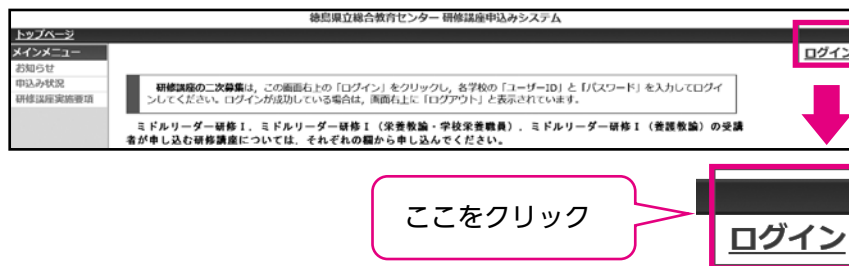 徳島県立総合教育センター 研修講座申込みシステム
トップページ
メインメニュー
ログイン
お知らせ
申込み状況
研修講座実施要項
研修講座の二次募集は，この画面右上の「ログイン」をクリックし，各学校の「ユーザーID」と「パスワード」を入力してログイ
ンしてください。ログインが成功している場合は，画面右上に「ログアウト」と表示されています。
ミドルリーダー研修Ⅰ，ミドルリーダー研修Ⅰ（栄養教諭・学校栄養職員），ミドルリーダー研修Ⅰ（養護教諭）の受講
者が申し込む研修講座については，それぞれの欄から申し込んでください。
ここをクリック
ログイン